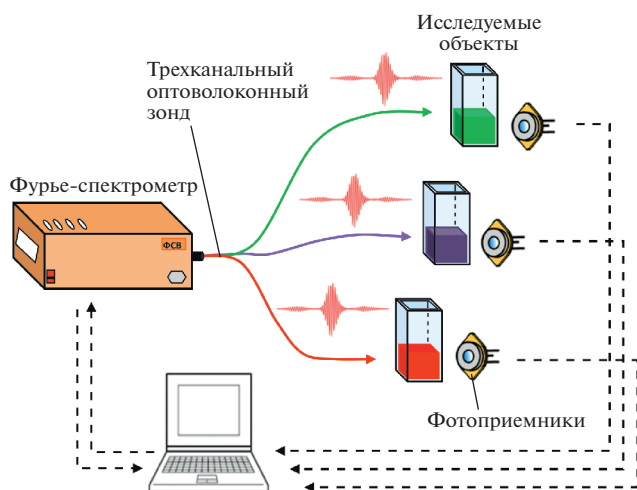 Исследуемые
объекты
Трехканальный
оптоволоконный
зонд
Фурье-спектрометр
ФСВ
Фотоприемники